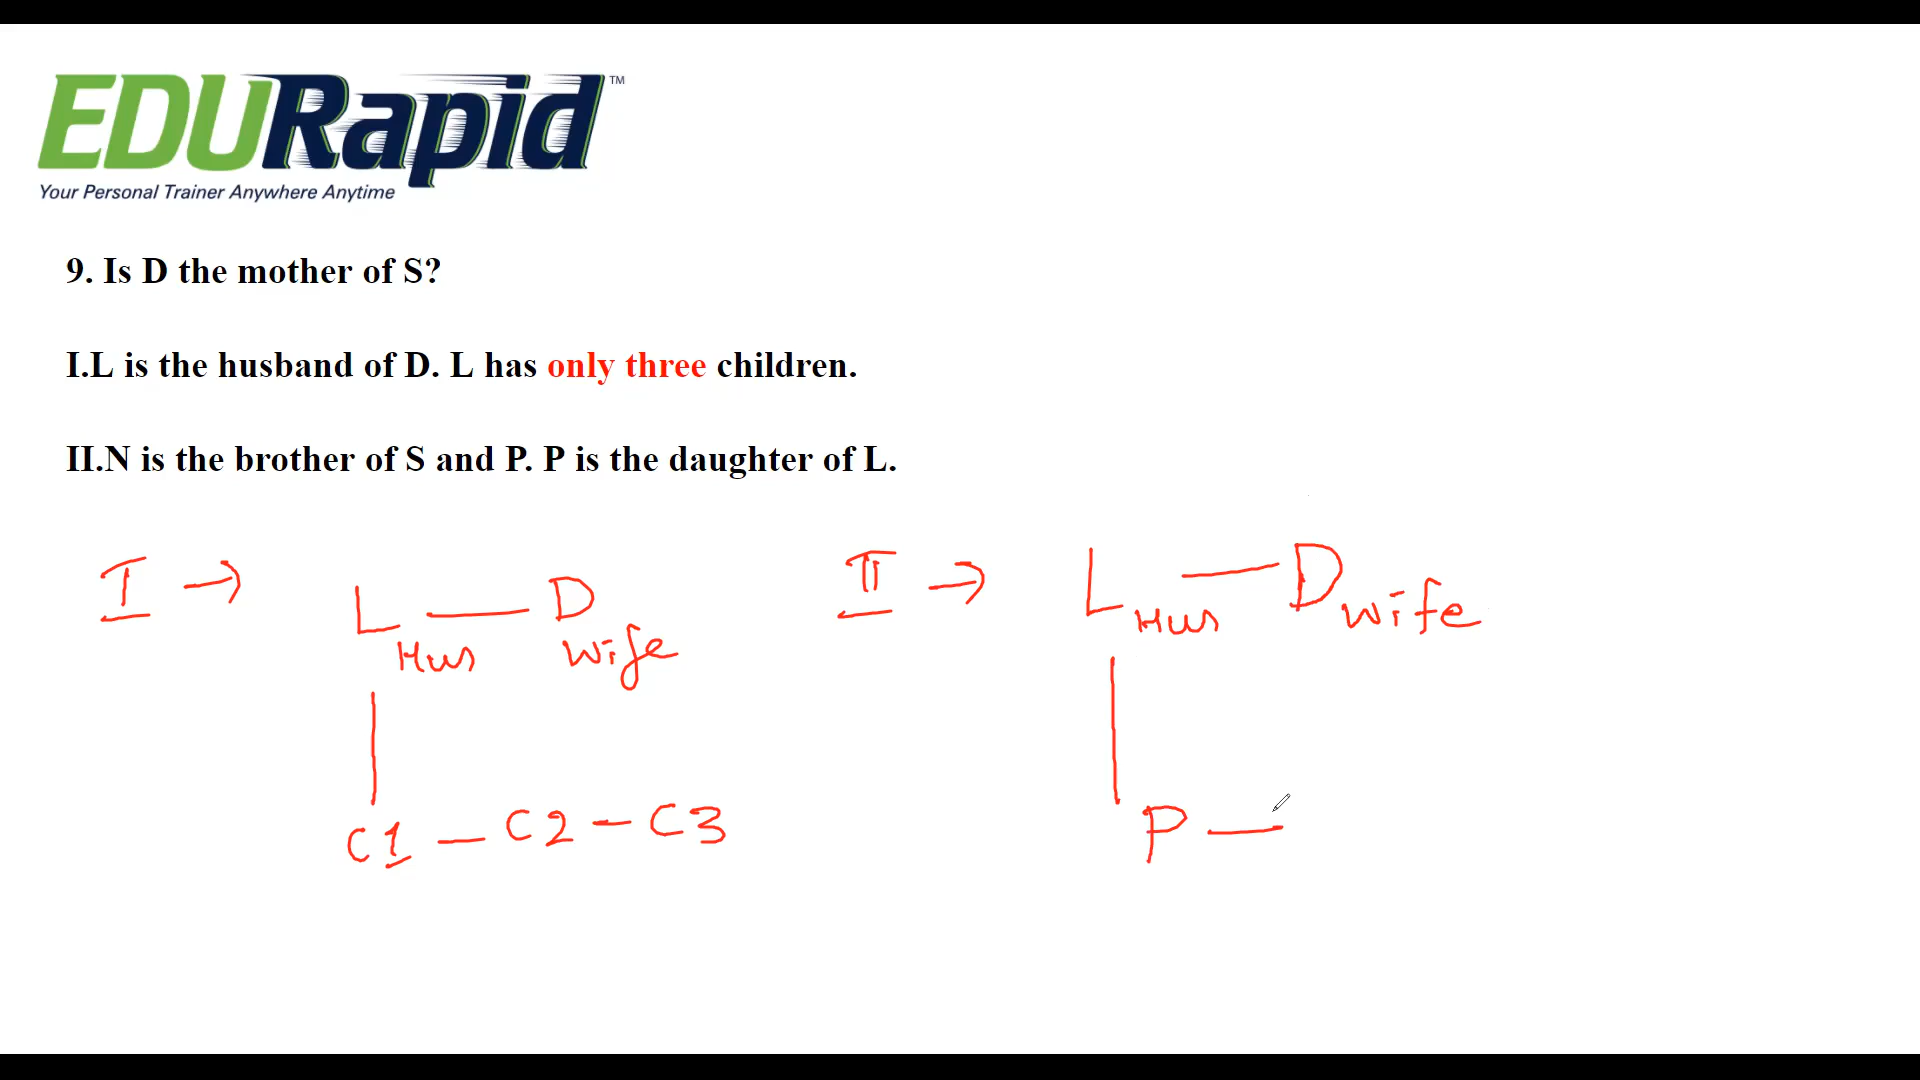 EDURapid™
Your Personal Trainer Anywhere Anytime
9. Is D the mother of S?
I.L is the husband of D. L has only three children.
II.N is the brother of S and P. P is the daughter of L.
I → L — D
Hus Wife
C1 — C2 — C3
II → L — D
Hus Wife
P —